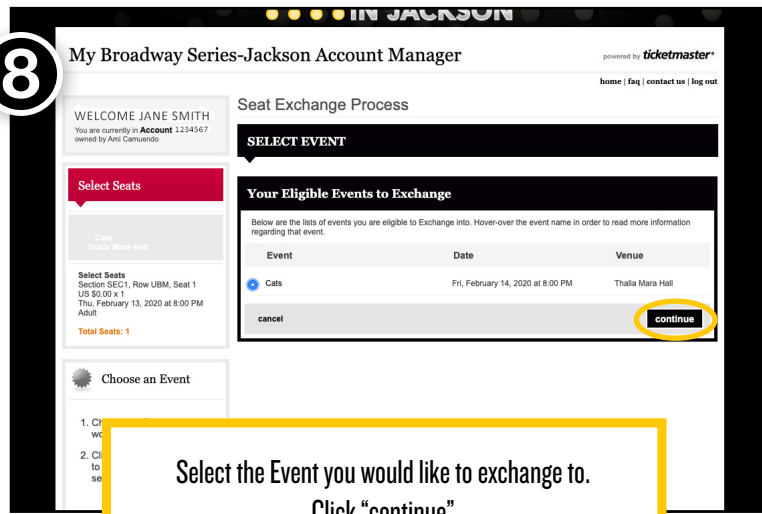 IN JACKSON
8
My Broadway Series-Jackson Account Manager
powered by ticketmaster®
home | faq | contact us | log out
WELCOME JANE SMITH
You are currently in Account 1234567
owned by Ami Camuendo
Seat Exchange Process
SELECT EVENT
Select Seats
Cats
Thalia Mara Hall
Select Seats
Section SEC1, Row UBM, Seat 1
US $0.00 x 1
Thu, February 13, 2020 at 8:00 PM
Adult
Total Seats: 1
Your Eligible Events to Exchange
Below are the lists of events you are eligible to Exchange into. Hover-over the event name in order to read more information
regarding that event.
Event Date Venue
Cats Fri, February 14, 2020 at 8:00 PM Thalia Mara Hall
cancel continue
Choose an Event
1.
2.
to
Select the Event you would like to exchange to.
Click “continue”